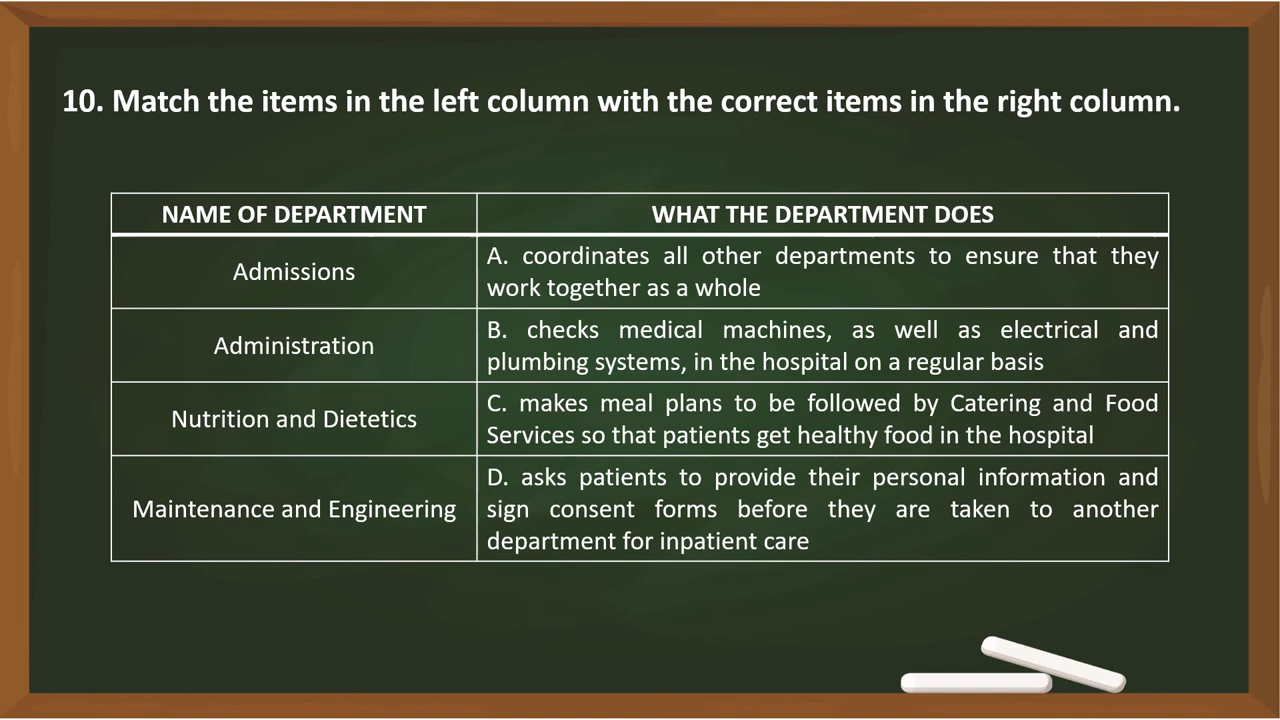 10. Match the items in the left column with the correct items in the right column.
NAME OF DEPARTMENT
WHAT THE DEPARTMENT DOES
Admissions
A. coordinates all other departments to ensure that they
work together as a whole
Administration
B. checks medical machines, as well as electrical and
plumbing systems, in the hospital on a regular basis
Nutrition and Dietetics
C. makes meal plans to be followed by Catering and Food
Services so that patients get healthy food in the hospital
Maintenance and Engineering
D. asks patients to provide their personal information and
sign consent forms before they are taken to another
department for inpatient care